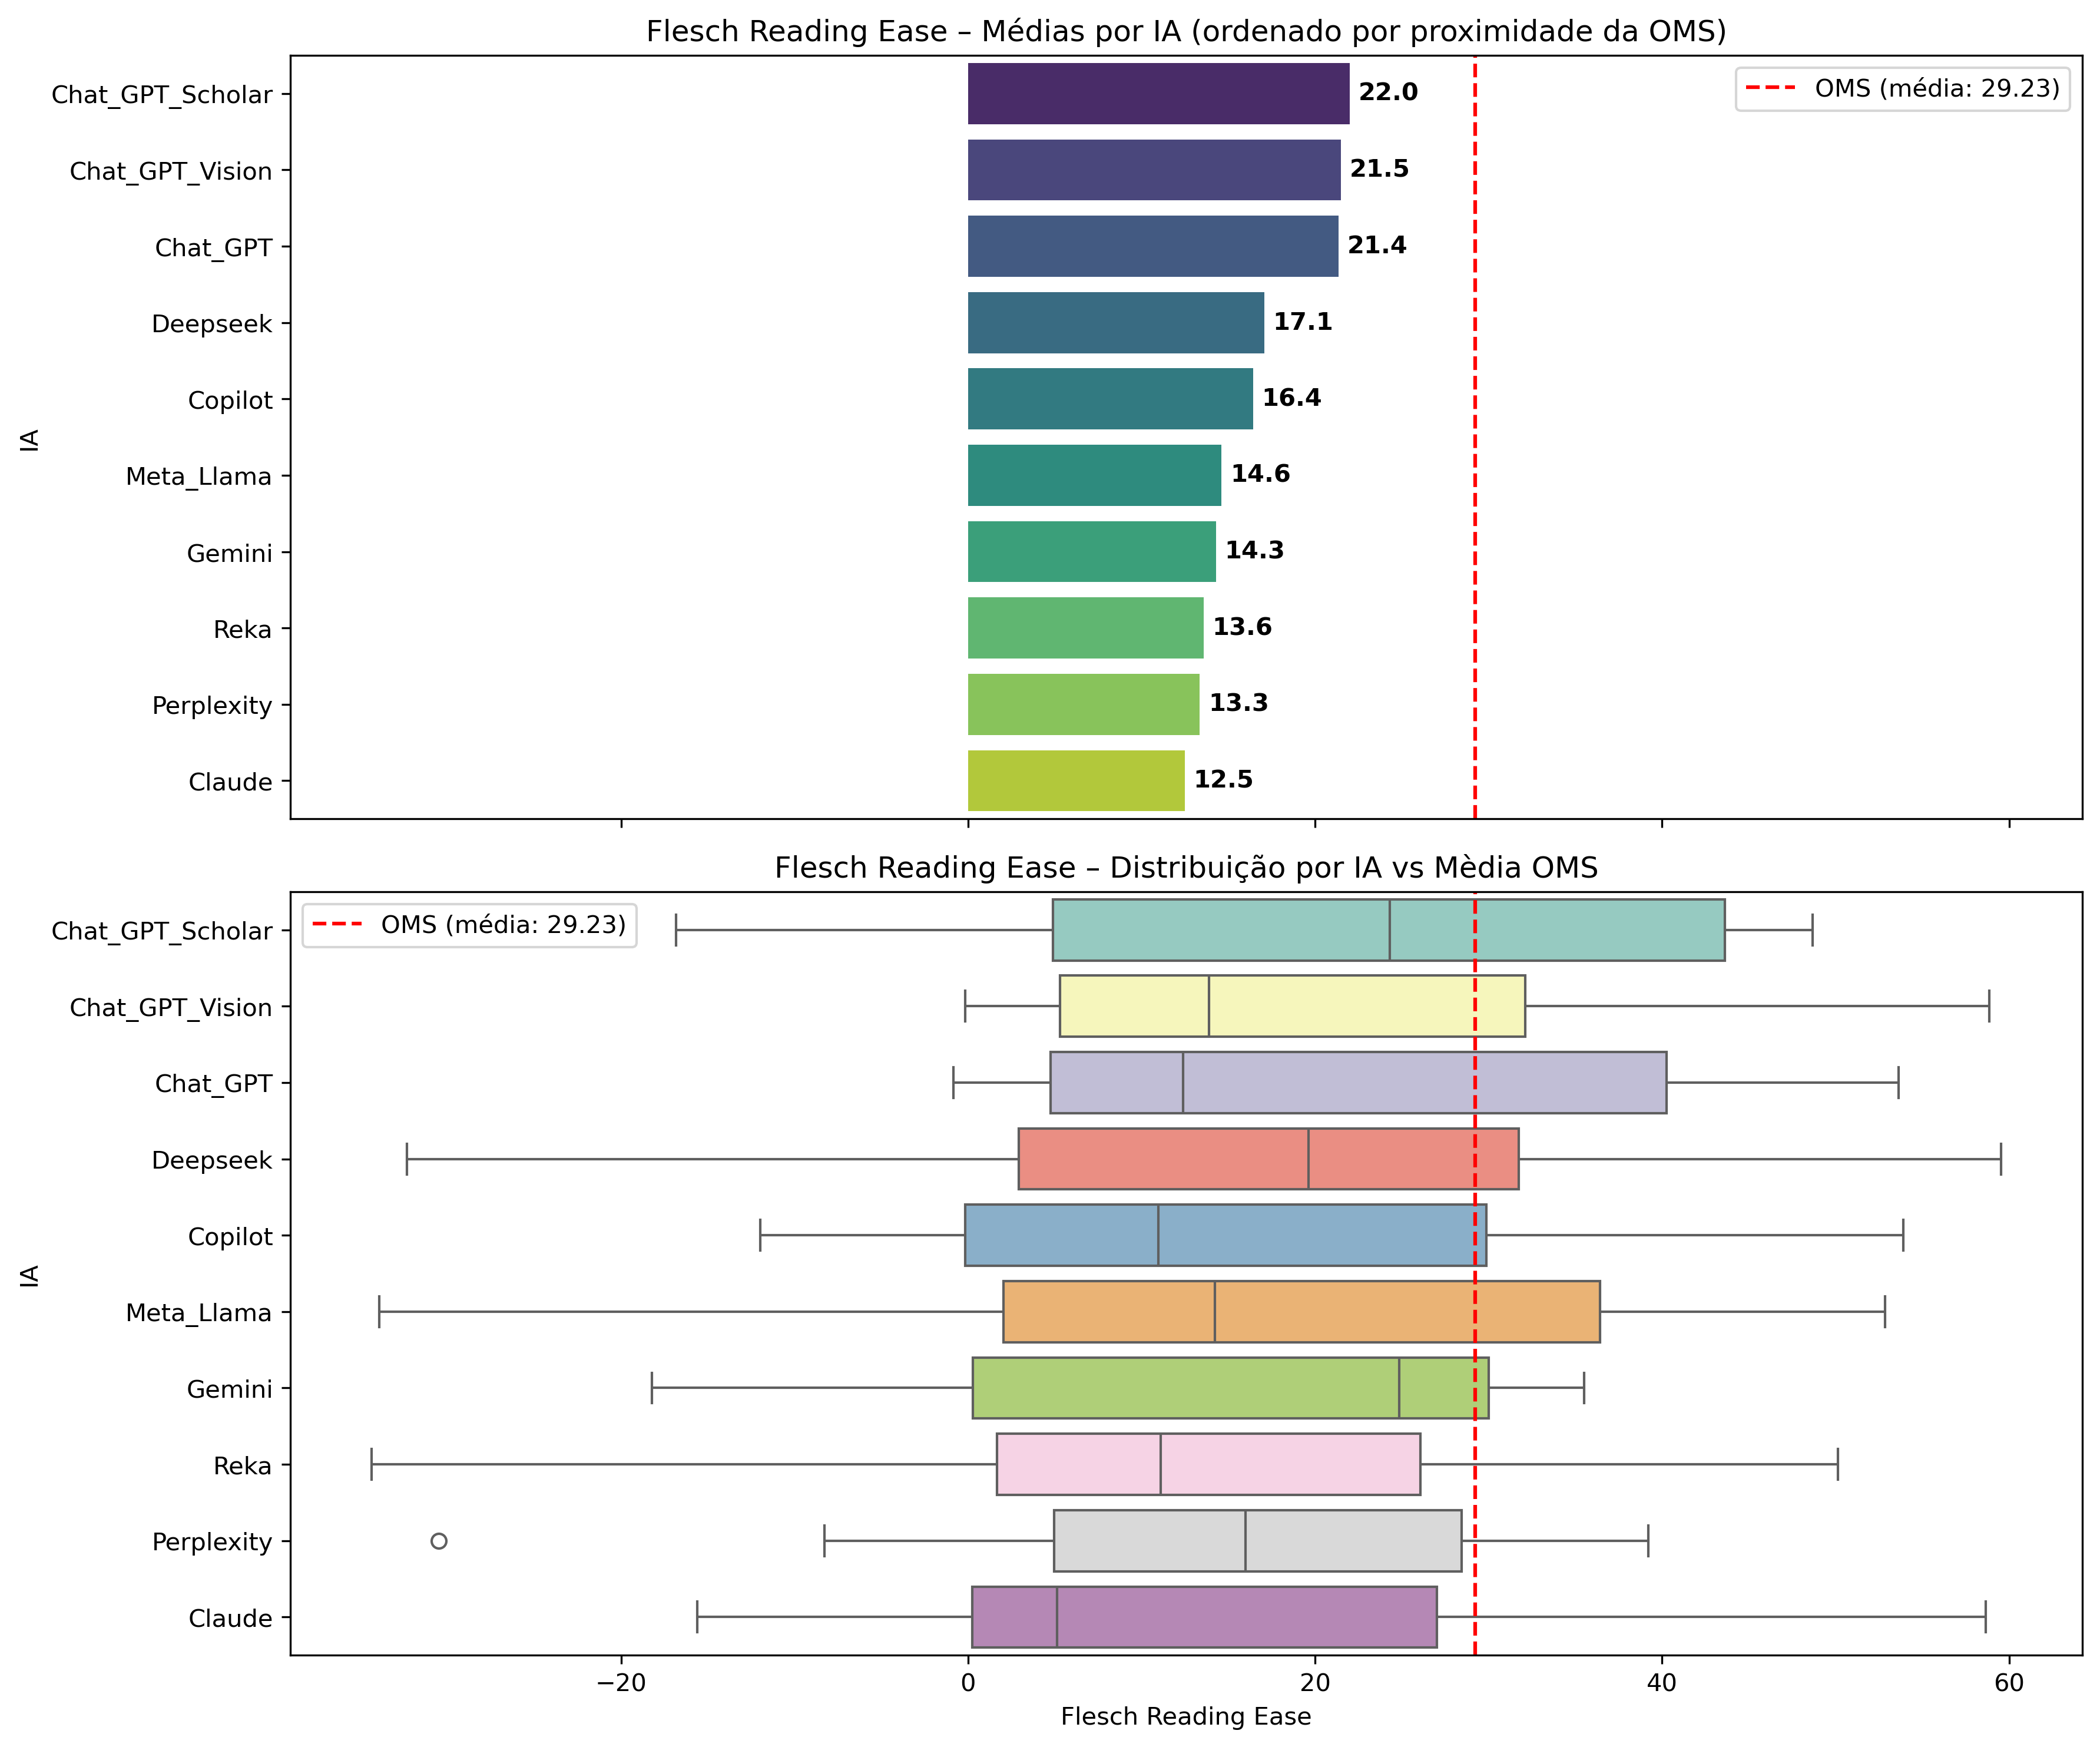 Flesch Reading Ease – Médias por IA (ordenado por proximidade da OMS)
OMS (média: 29.23)
IA
Chat_GPT_Scholar
22.0
Chat_GPT_Vision
21.5
Chat_GPT
21.4
Deepseek
17.1
Copilot
16.4
Meta_Llama
14.6
Gemini
14.3
Reka
13.6
Perplexity
13.3
Claude
12.5
Flesch Reading Ease – Distribuição por IA vs Mèdia OMS
OMS (média: 29.23)
IA
Chat_GPT_Scholar
Chat_GPT_Vision
Chat_GPT
Deepseek
Copilot
Meta_Llama
Gemini
Reka
Perplexity
Claude
−20 0 20 40 60
Flesch Reading Ease